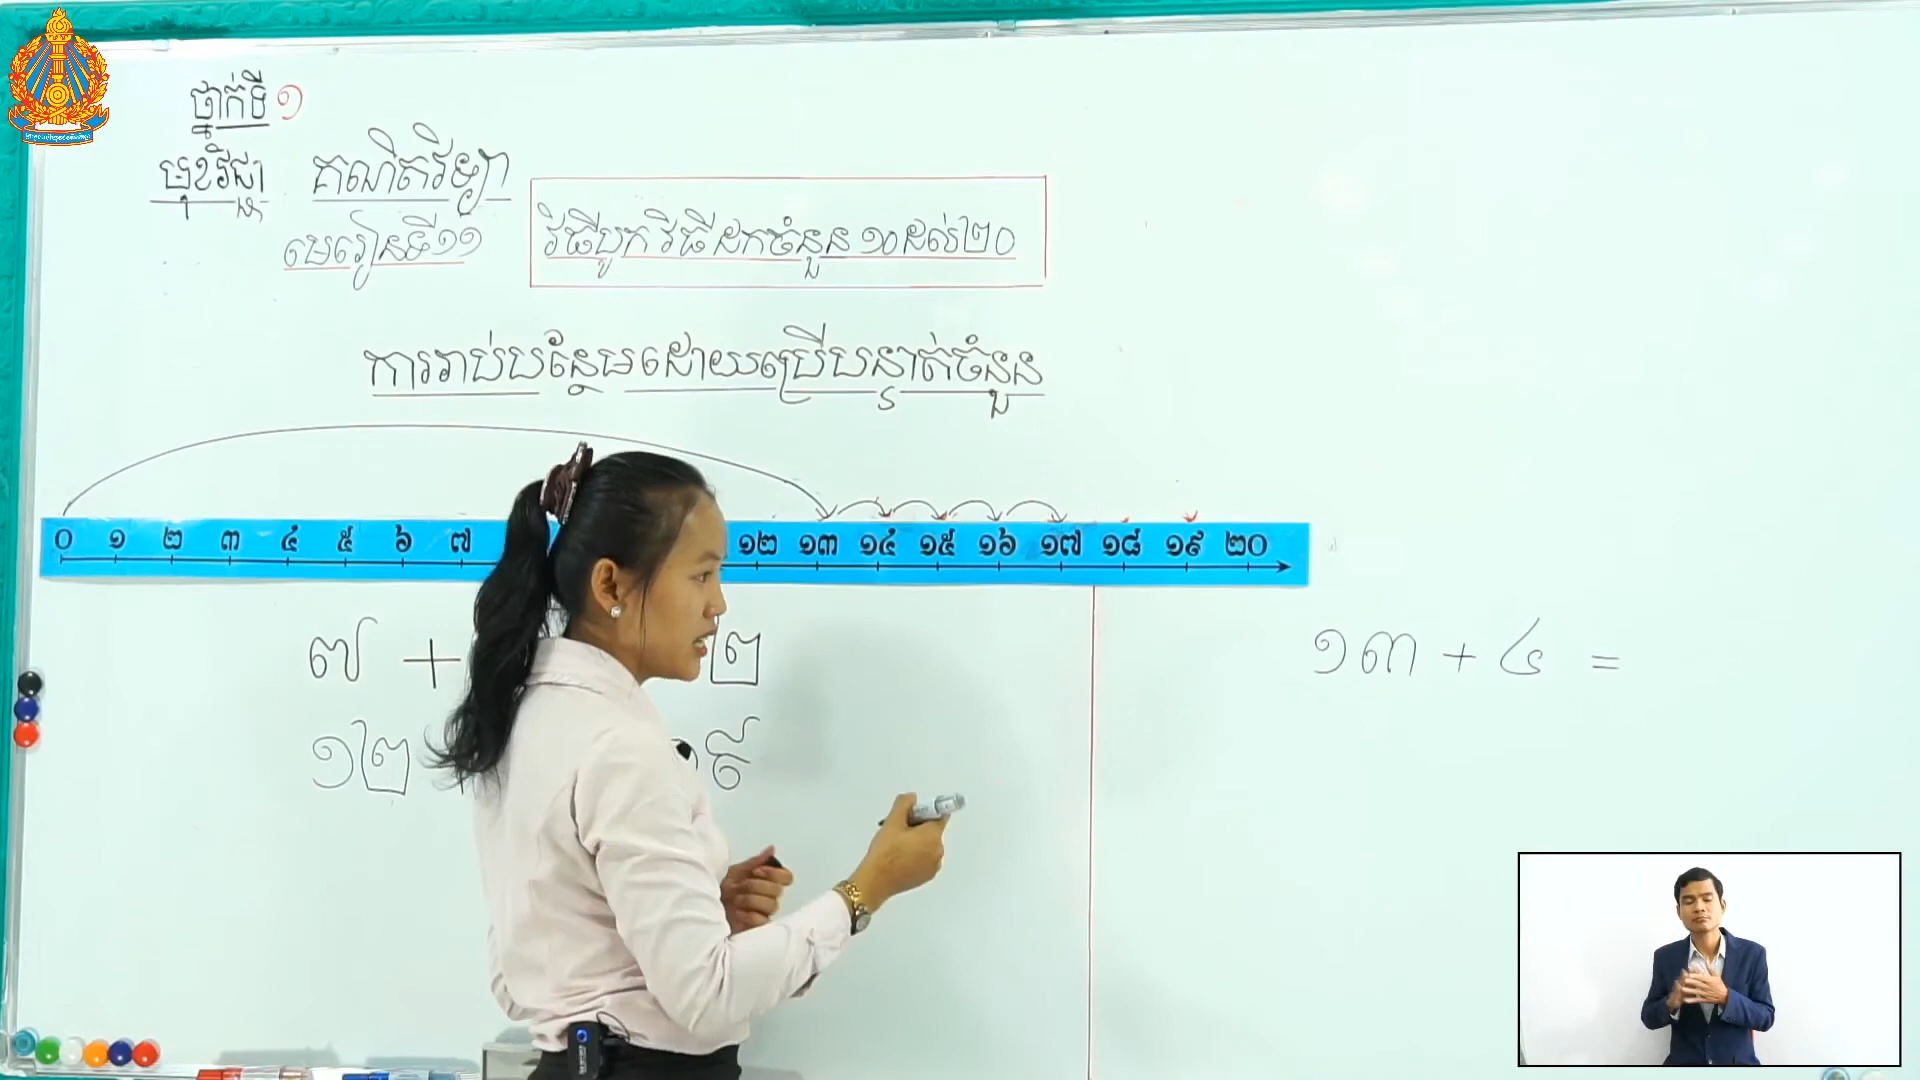 ថ្នាក់ទី ១
មុខវិជ្ជា គណិតវិទ្យា
មេរៀនទី១១ វិធីបូក វិធីដកចំនួន ១០ដល់២០
ការរាប់បន្ថែមដោយប្រើបន្ទាត់ចំនួន
០ ១ ២ ៣ ៤ ៥ ៦ ៧ ១២ ១៣ ១៤ ១៥ ១៦ ១៧ ១៨ ១៩ ២០
៧ + ២
១២ ៩
១៣ + ៤ =